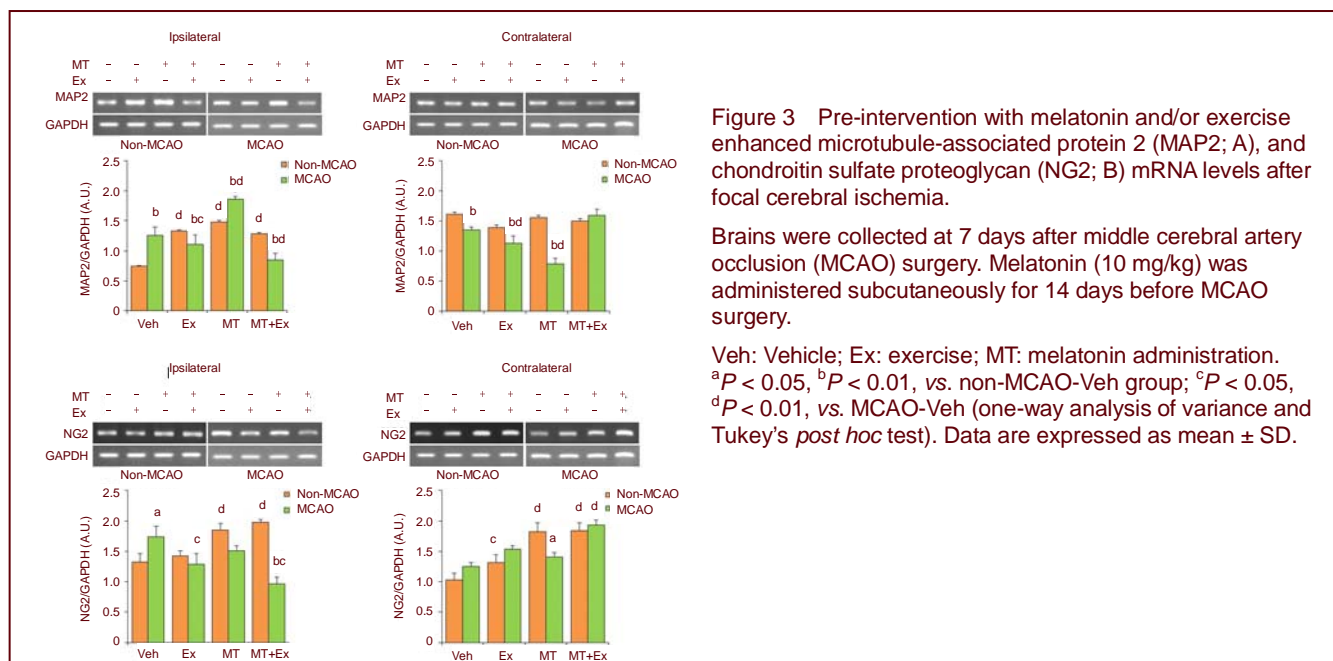 Ipsilateral
MT – – + +
Ex – + – +
MAP2
GAPDH
Non-MCAO MCAO
Non-MCAO
MCAO
MAP2/GAPDH (A.U.)
2.5
2.0
1.5
1.0
0.5
0
b d bc d bd d bd
Veh Ex MT MT+Ex
Contralateral
MT – – + + – – + +
Ex – + – + – + – +
MAP2
GAPDH
Non-MCAO MCAO
Non-MCAO
MCAO
MAP2/GAPDH (A.U.)
2.5
2.0
1.5
1.0
0.5
0
b bd bd
Veh Ex MT MT+Ex
Ipsilateral
MT – – + + – – + +
Ex – + – + – + – +
NG2
GAPDH
Non-MCAO MCAO
Non-MCAO
MCAO
NG2/GAPDH (A.U.)
2.5
2.0
1.5
1.0
0.5
0
a c d d bc
Veh Ex MT MT+Ex
Contralateral
MT – – + + – – + +
Ex – + – + – + – +
NG2
GAPDH
Non-MCAO MCAO
Non-MCAO
MCAO
NG2/GAPDH (A.U.)
2.5
2.0
1.5
1.0
0.5
0
c d a d d
Veh Ex MT MT+Ex
Figure 3 Pre-intervention with melatonin and/or exercise
enhanced microtubule-associated protein 2 (MAP2; A), and
chondroitin sulfate proteoglycan (NG2; B) mRNA levels after
focal cerebral ischemia.
Brains were collected at 7 days after middle cerebral artery
occlusion (MCAO) surgery. Melatonin (10 mg/kg) was
administered subcutaneously for 14 days before MCAO
surgery.
Veh: Vehicle; Ex: exercise; MT: melatonin administration.
aP < 0.05, bP < 0.01, vs. non-MCAO-Veh group; cP < 0.05,
dP < 0.01, vs. MCAO-Veh (one-way analysis of variance and
Tukey's post hoc test). Data are expressed as mean ± SD.